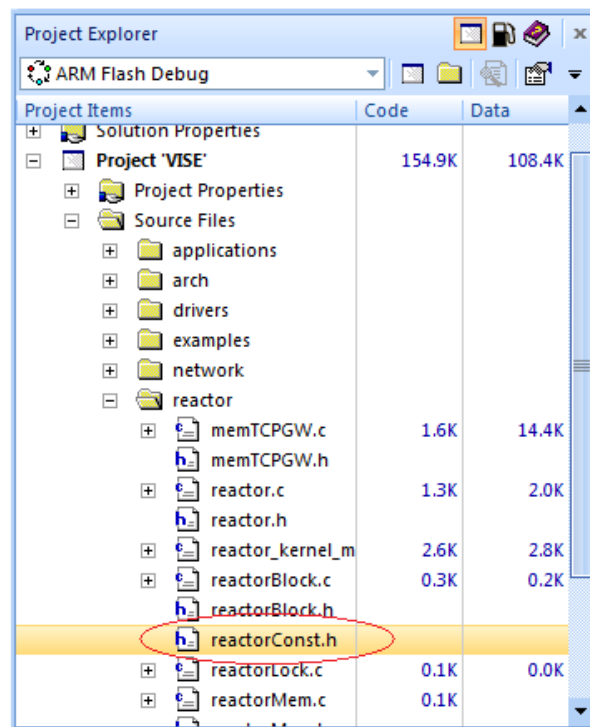 Project Explorer
ARM Flash Debug
Project Items Code Data
Solution Properties
Project 'VISE' 154.9K 108.4K
Project Properties
Source Files
applications
arch
drivers
examples
network
reactor
memTCPGW.c 1.6K 14.4K
memTCPGW.h
reactor.c 1.3K 2.0K
reactor.h
reactor_kernel_m 2.6K 2.8K
reactorBlock.c 0.3K 0.2K
reactorBlock.h
reactorConst.h
reactorLock.c 0.1K 0.0K
reactorMem.c 0.1K